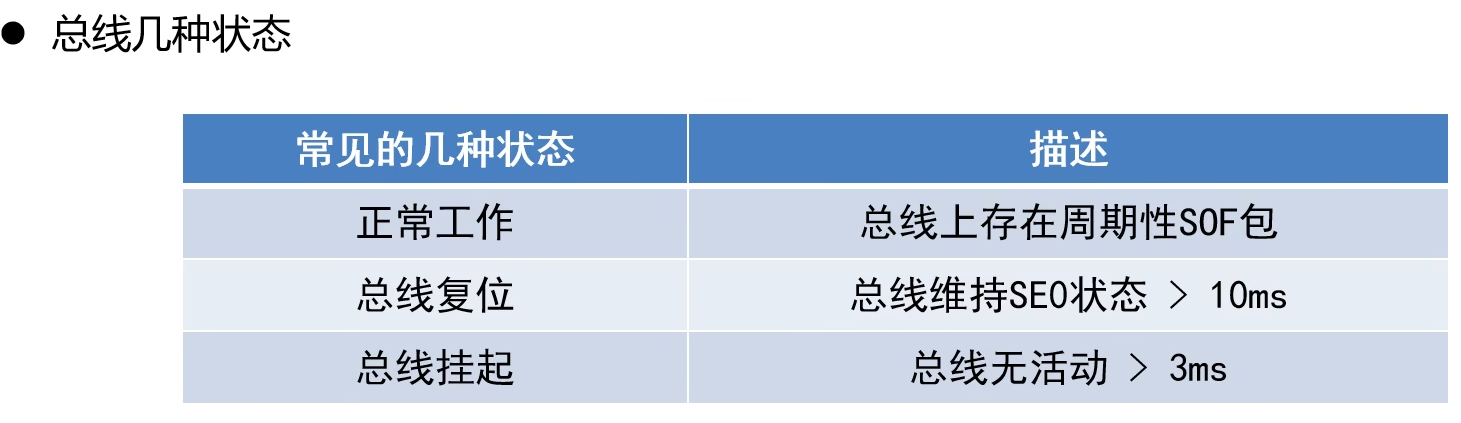 ● 总线几种状态
常见的几种状态 描述
正常工作 总线上存在周期性SOF包
总线复位 总线维持SE0状态 > 10ms
总线挂起 总线无活动 > 3ms